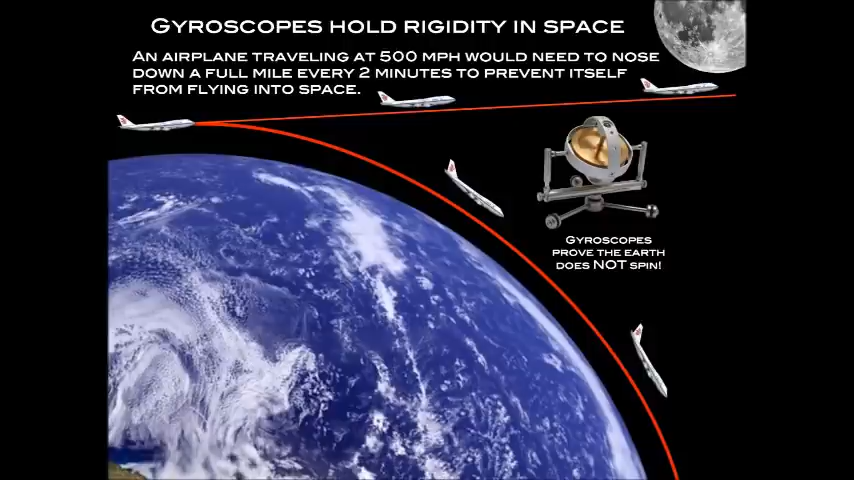 GYROSCOPES HOLD RIGIDITY IN SPACE
AN AIRPLANE TRAVELING AT 500 MPH WOULD NEED TO NOSE
DOWN A FULL MILE EVERY 2 MINUTES TO PREVENT ITSELF
FROM FLYING INTO SPACE.
GYROSCOPES
PROVE THE EARTH
DOES NOT SPIN!